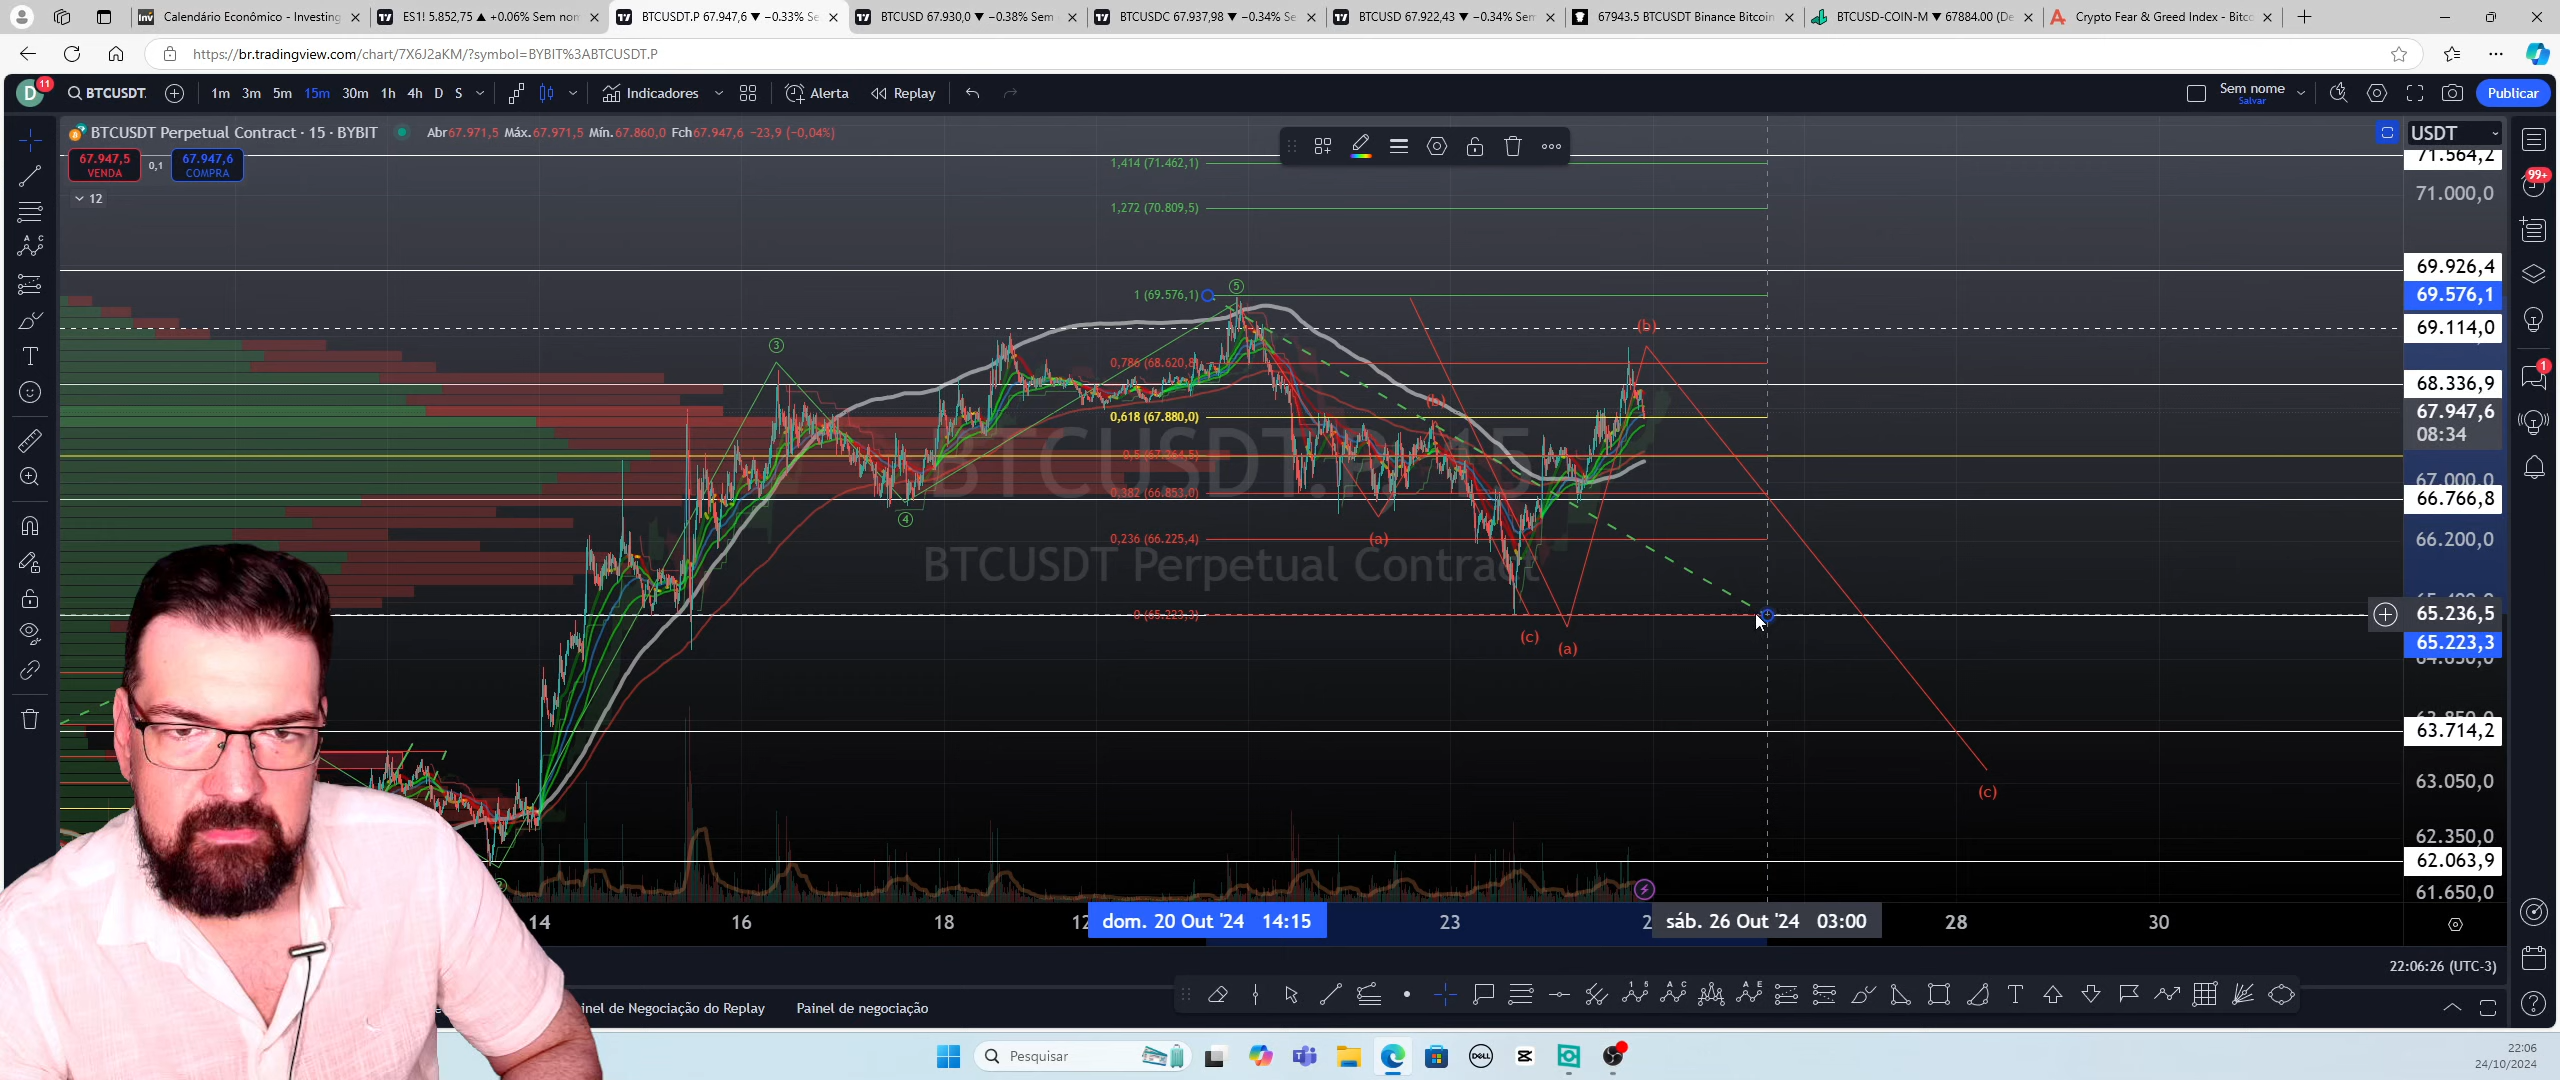 Calendário Econômico - Investing
ES1! 5.852,75 ▲ +0.06% Sem nom
BTCUSDT.P 67.947,6 ▼ −0.33% Se
BTCUSD 67.930,0 ▼ −0.38% Sem
BTCUSDC 67.937,98 ▼ −0.34% Se
BTCUSD 67.922,43 ▼ −0.34% Sem
67943.5 BTCUSDT Binance Bitcoin
BTCUSD-COIN-M ▼ 67884.00 (De
Crypto Fear & Greed Index - Bitco
https://br.tradingview.com/chart/7X6J2aKM/?symbol=BYBIT%3ABTCUSDT.P
D
11
BTCUSDT.
1m 3m 5m 15m 30m 1h 4h D S
Indicadores
Alerta
Replay
Sem nome
Salvar
Publicar
BTCUSDT Perpetual Contract · 15 · BYBIT
Abr67.971,5 Máx.67.971,5 Mín.67.860,0 Fch67.947,6 −23,9 (−0,04%)
67.947,5
VENDA
0,1
67.947,6
COMPRA
12
USDT
99+
1
1,414 (71.462,1)
1,272 (70.809,5)
1 (69.576,1)
0,786 (68.620,8)
0,618 (67.880,0)
0,382 (66.853,0)
0,236 (66.225,4)
0 (65.223,3)
3
4
5
(a)
(b)
(c)
(a)
(b)
(c)
BTCUSDT.P, 15
BTCUSDT Perpetual Contract
71.564,2
71.000,0
69.926,4
69.576,1
69.114,0
68.336,9
67.947,6
08:34
67.000,0
66.766,8
66.200,0
65.236,5
65.223,3
63.714,2
63.050,0
62.350,0
62.063,9
61.650,0
14
16
18
dom. 20 Out '24 14:15
23
sáb. 26 Out '24 03:00
28
30
22:06:26 (UTC-3)
inel de Negociação do Replay
Painel de negociação
Pesquisar
DELL
22:06
24/10/2024